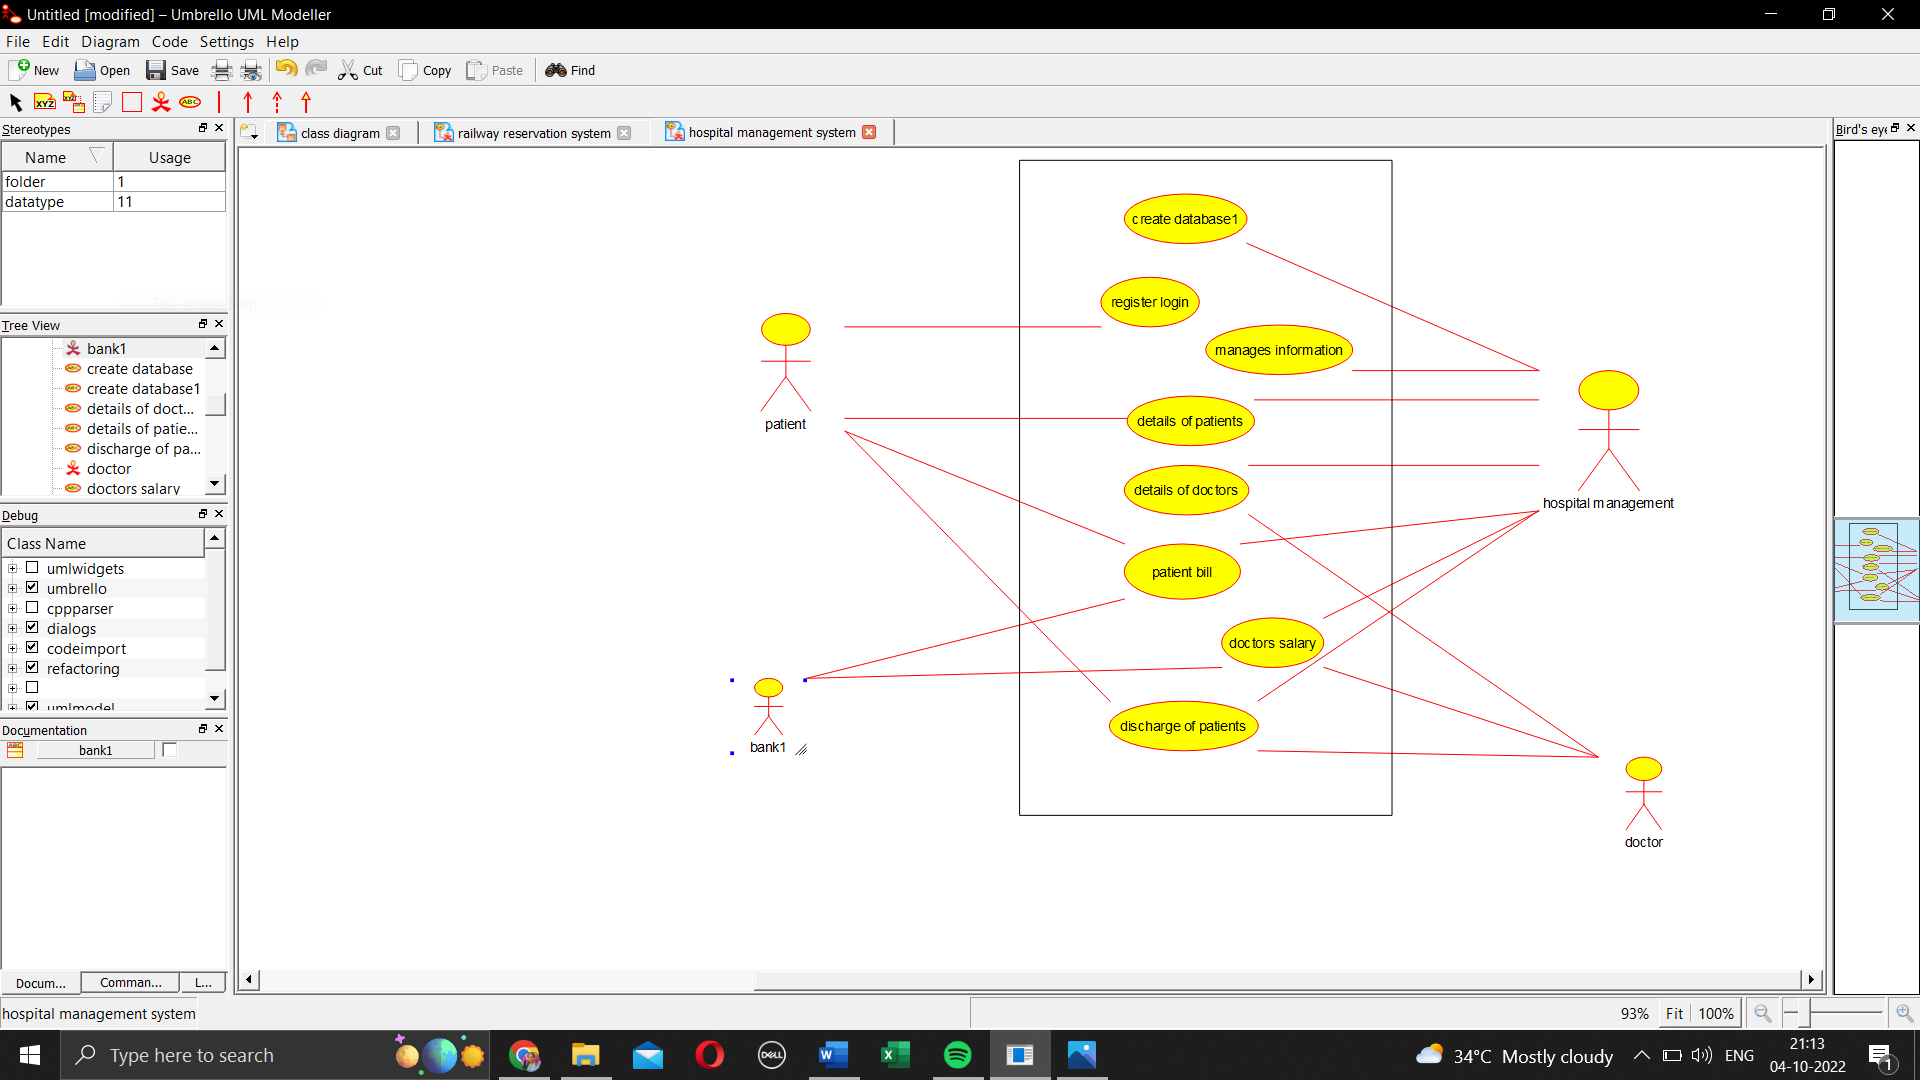 Untitled [modified] – Umbrello UML Modeller
File Edit Diagram Code Settings Help
New Open Save Cut Copy Paste Find
XYZ ABC
Stereotypes
Name Usage
folder 1
datatype 11
class diagram
railway reservation system
hospital management system
Bird's eye
Tree View
bank1
create database
create database1
details of doct...
details of patie...
discharge of pa...
doctor
doctors salary
Debug
Class Name
umlwidgets
umbrello
cppparser
dialogs
codeimport
refactoring
umlmodel
Documentation
bank1
Docum... Comman... L...
create database1
register login
manages information
details of patients
details of doctors
patient bill
doctors salary
discharge of patients
patient
hospital management
bank1
doctor
hospital management system
93% Fit 100%
Type here to search
DELL
34°C Mostly cloudy
ENG
21:13
04-10-2022
1